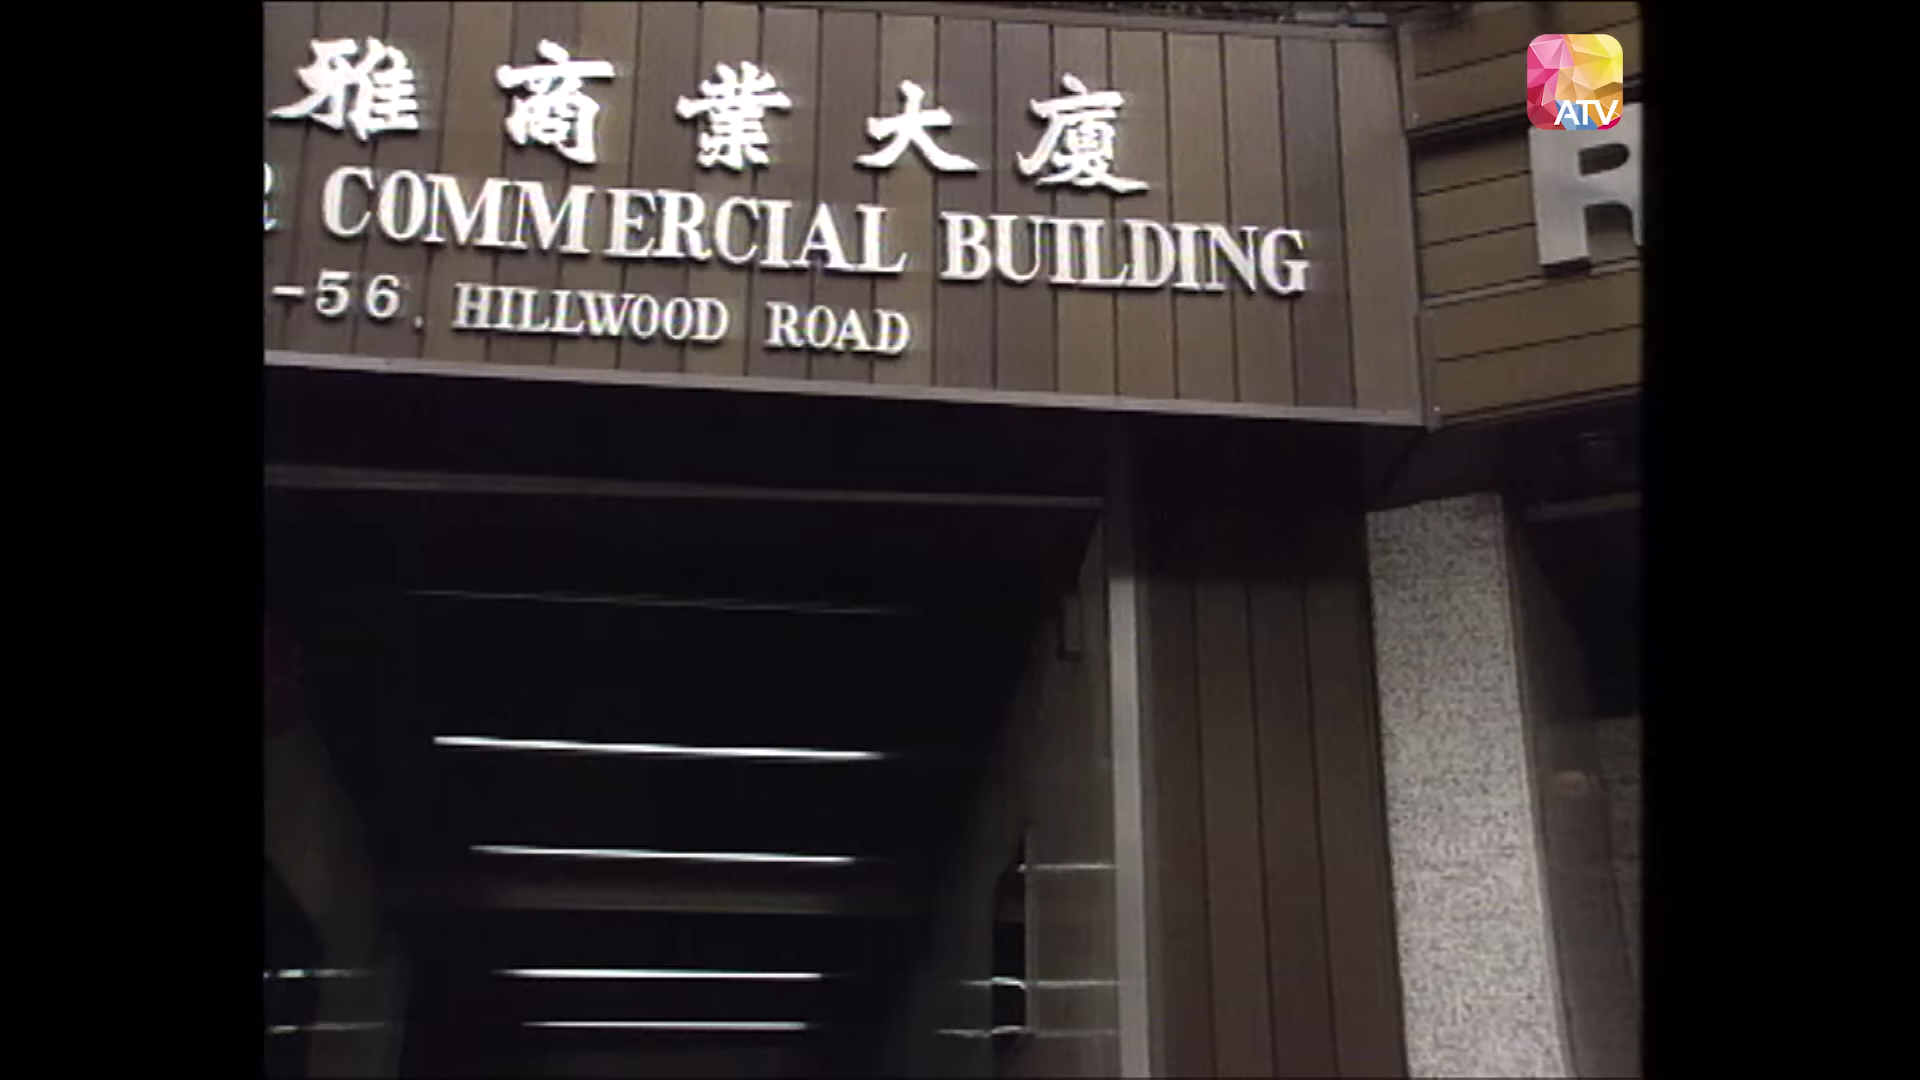 雅商業大廈
COMMERCIAL BUILDING
-56. HILLWOOD ROAD
ATV
R